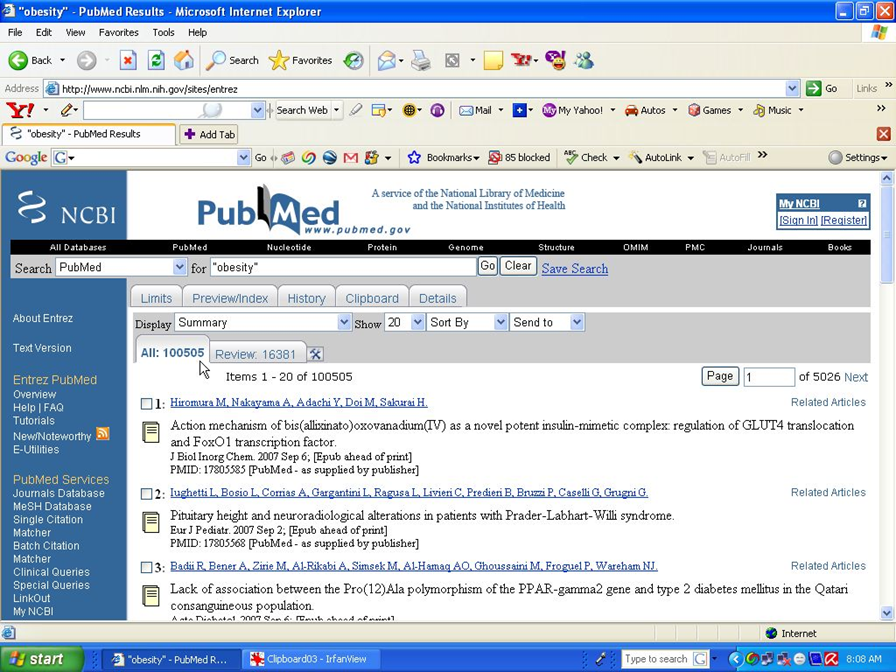 "obesity" - PubMed Results - Microsoft Internet Explorer
File Edit View Favorites Tools Help
Back Search Favorites
Address http://www.ncbi.nlm.nih.gov/sites/entrez Go Links »
Y! Search Web Mail My Yahoo! Autos Games Music »
"obesity" - PubMed Results Add Tab
Google G Go Bookmarks 85 blocked ABC Check AutoLink AutoFill » Settings
NCBI
PubMed
www.pubmed.gov
A service of the National Library of Medicine
and the National Institutes of Health
My NCBI ?
[Sign In] [Register]
All Databases PubMed Nucleotide Protein Genome Structure OMIM PMC Journals Books
Search PubMed for "obesity" Go Clear Save Search
Limits Preview/Index History Clipboard Details
Display Summary Show 20 Sort By Send to
All: 100505 Review: 16381
Items 1 - 20 of 100505 Page 1 of 5026 Next
1: Hiromura M, Nakayama A, Adachi Y, Doi M, Sakurai H. Related Articles
Action mechanism of bis(allixinato)oxovanadium(IV) as a novel potent insulin-mimetic complex: regulation of GLUT4 translocation
and FoxO1 transcription factor.
J Biol Inorg Chem. 2007 Sep 6; [Epub ahead of print]
PMID: 17805585 [PubMed - as supplied by publisher]
2: Iughetti L, Bosio L, Corrias A, Gargantini L, Ragusa L, Livieri C, Predieri B, Bruzzi P, Caselli G, Grugni G. Related Articles
Pituitary height and neuroradiological alterations in patients with Prader-Labhart-Willi syndrome.
Eur J Pediatr. 2007 Sep 2; [Epub ahead of print]
PMID: 17805568 [PubMed - as supplied by publisher]
3: Badii R, Bener A, Zirie M, Al-Rikabi A, Simsek M, Al-Hamaq AO, Ghoussaini M, Froguel P, Wareham NJ. Related Articles
Lack of association between the Pro(12)Ala polymorphism of the PPAR-gamma2 gene and type 2 diabetes mellitus in the Qatari
consanguineous population.
Acta Diabetol. 2007 Sep 6; [Epub ahead of print]
About Entrez
Text Version
Entrez PubMed
Overview
Help | FAQ
Tutorials
New/Noteworthy
E-Utilities
PubMed Services
Journals Database
MeSH Database
Single Citation
Matcher
Batch Citation
Matcher
Clinical Queries
Special Queries
LinkOut
My NCBI
Internet
start "obesity" - PubMed R... Clipboard03 - IrfanView Type to search G 8:08 AM